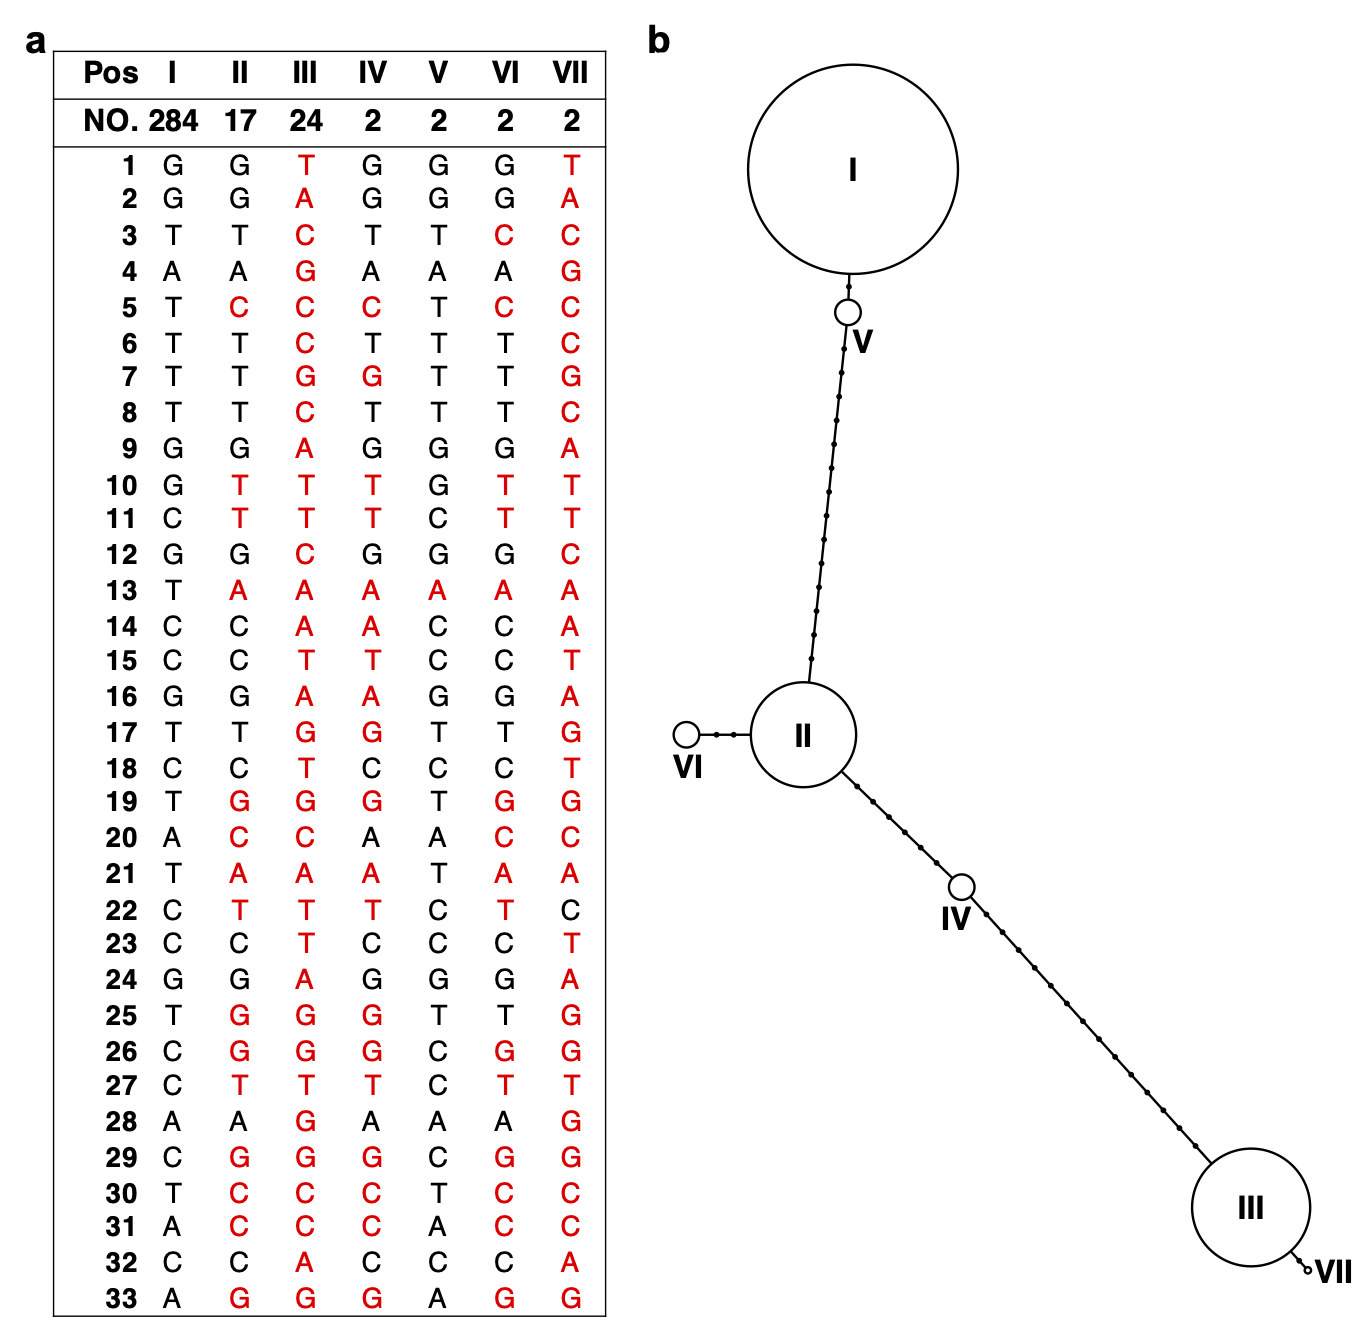 a
Pos I II III IV V VI VII
NO. 284 17 24 2 2 2 2
1 G G T G G G T
2 G G A G G G A
3 T T C T T C C
4 A A G A A A G
5 T C C C T C C
6 T T C T T T C
7 T T G G T T G
8 T T C T T T C
9 G G A G G G A
10 G T T T G T T
11 C T T T C T T
12 G G C G G G C
13 T A A A A A A
14 C C A A C C A
15 C C T T C C T
16 G G A A G G A
17 T T G G T T G
18 C C T C C C T
19 T G G G T G G
20 A C C A A C C
21 T A A A T A A
22 C T T T C T C
23 C C T C C C T
24 G G A G G G A
25 T G G G T T G
26 C G G G C G G
27 C T T T C T T
28 A A G A A A G
29 C G G G C G G
30 T C C C T C C
31 A C C C A C C
32 C C A C C C A
33 A G G G A G G
b
I
V
II
VI
IV
III
VII